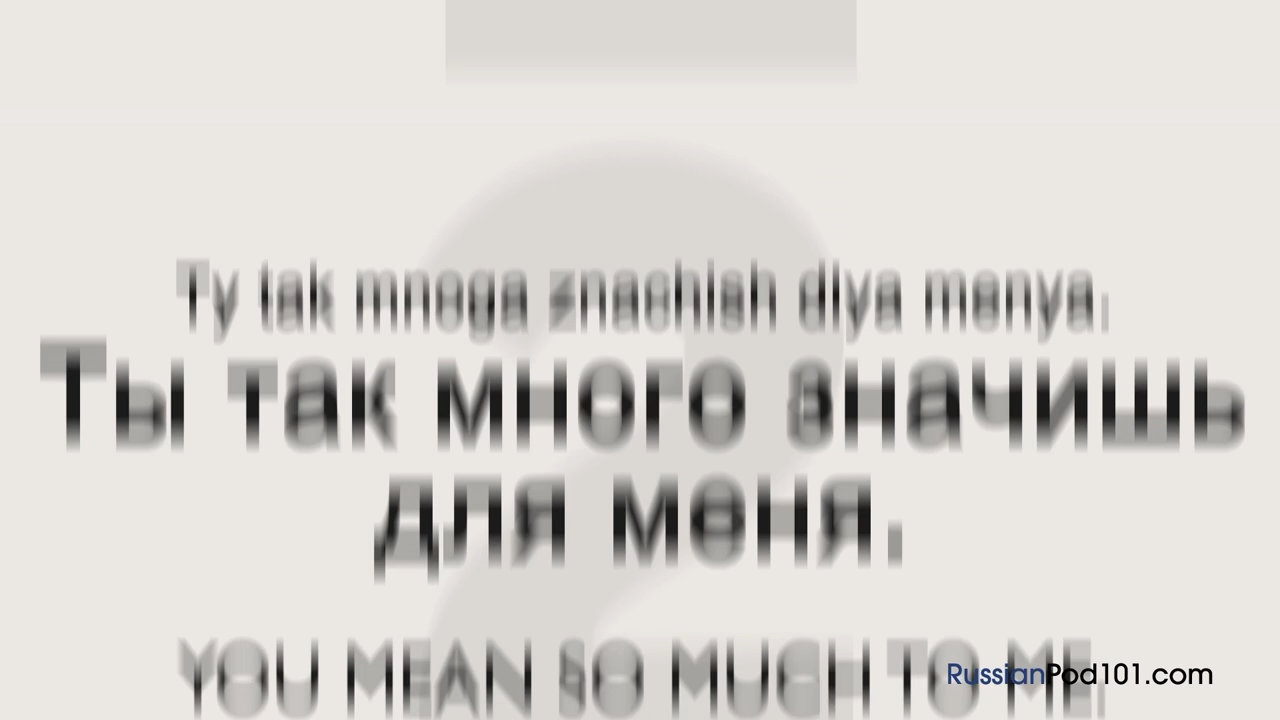 Ty tak mnoga znachish dlya menya.
Ты так много значишь
для меня.
YOU MEAN SO MUCH TO ME.
RussianPod101.com
2